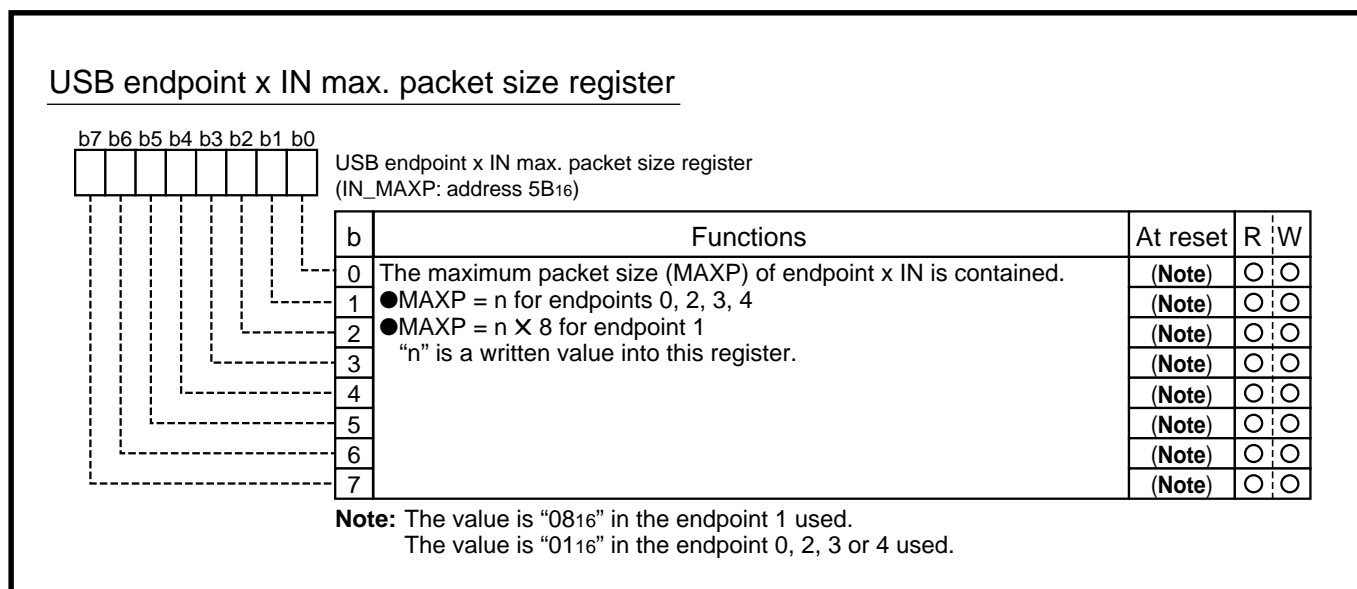 USB endpoint x IN max. packet size register
b7 b6 b5 b4 b3 b2 b1 b0
USB endpoint x IN max. packet size register
(IN_MAXP: address 5B16)
b Functions At reset R W
0 The maximum packet size (MAXP) of endpoint x IN is contained. (Note) O O
1 ●MAXP = n for endpoints 0, 2, 3, 4 (Note) O O
2 ●MAXP = n X 8 for endpoint 1 (Note) O O
3 “n” is a written value into this register. (Note) O O
4 (Note) O O
5 (Note) O O
6 (Note) O O
7 (Note) O O
Note: The value is “0816” in the endpoint 1 used.
The value is “0116” in the endpoint 0, 2, 3 or 4 used.